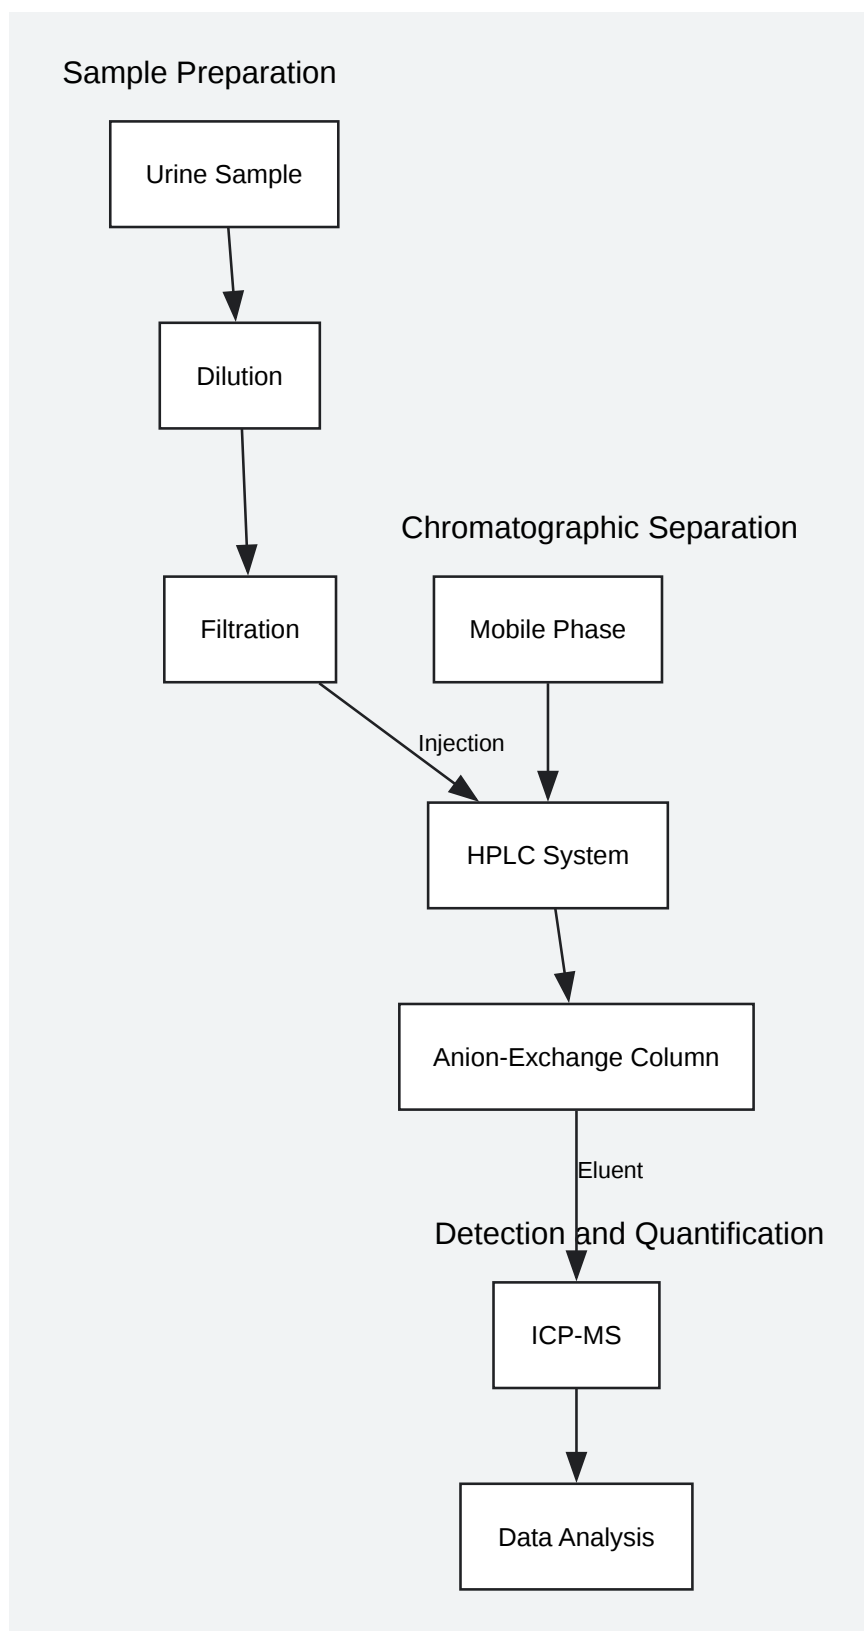 Sample Preparation
Urine Sample
Dilution
Filtration
Chromatographic Separation
Mobile Phase
Injection
HPLC System
Anion-Exchange Column
Eluent
Detection and Quantification
ICP-MS
Data Analysis